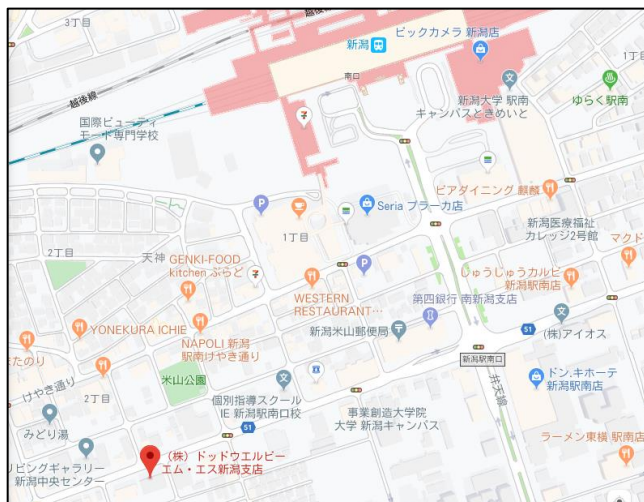 3丁目
越後線
新潟
ビックカメラ 新潟店
越後線
南口
1丁目
新潟大学 駅南
キャンパスときめいと
ゆらく駅南
国際ビューティ
モード専門学校
ビアダイニング 麒麟
Seria プラーカ店
2丁目
天神
1丁目
新潟医療福祉
カレッジ2号館
マクド
GENKI-FOOD
kitchen ぶらど
しゅうしゅうカルビ
新潟駅南店
WESTERN
RESTAURANT…
第四銀行 南新潟支店
YONEKURA ICHIE
NAPOLI 新潟
駅南けやき通り
新潟米山郵便局
51
(株)アイオス
またのり
新潟駅南口
けやき通り
米山公園
弁天線
ドン.キホーテ
新潟駅南店
2丁目
個別指導スクール
IE 新潟駅南口校
みどり湯
51
事業創造大学院
大学 新潟キャンパス
ラーメン東横 駅南店
リビングギャラリー
新潟中央センター
(株)ドッドウエルビー
エム・エス新潟支店